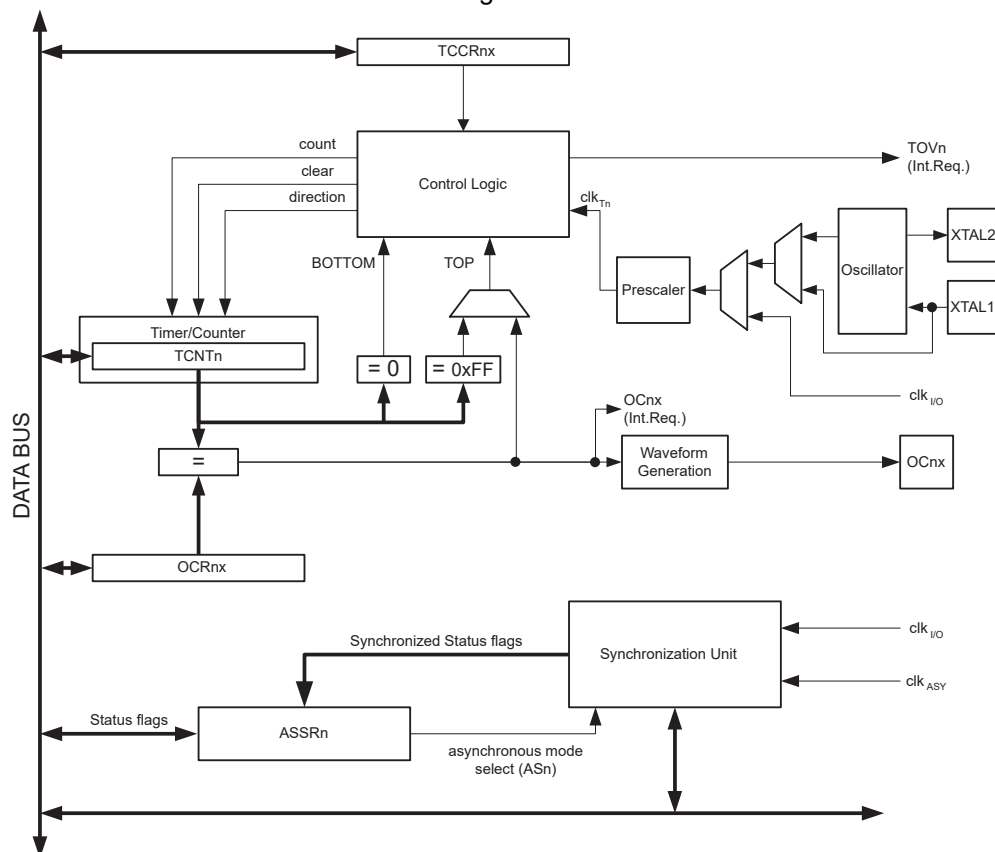 TCCRnx
count
clear
direction
Control Logic
TOVn
(Int.Req.)
clkTn
BOTTOM
TOP
Prescaler
Oscillator
XTAL2
XTAL1
Timer/Counter
TCNTn
= 0
= 0xFF
clkI/O
OCnx
(Int.Req.)
=
Waveform
Generation
OCnx
DATA BUS
OCRnx
Synchronized Status flags
Synchronization Unit
clkI/O
clkASY
Status flags
ASSRn
asynchronous mode
select (ASn)